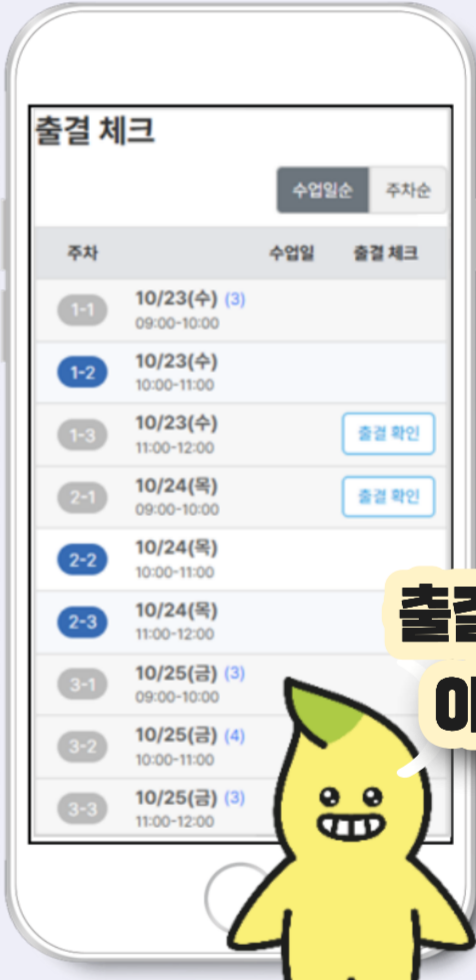 출결 체크
수업일순 주차순
주차 수업일 출결 체크
1-1 10/23(수) (3)
09:00-10:00
1-2 10/23(수)
10:00-11:00
1-3 10/23(수) 출결 확인
11:00-12:00
2-1 10/24(목) 출결 확인
09:00-10:00
2-2 10/24(목)
10:00-11:00
2-3 10/24(목)
11:00-12:00
3-1 10/25(금) (3)
09:00-10:00
3-2 10/25(금) (4)
10:00-11:00
3-3 10/25(금) (3)
11:00-12:00